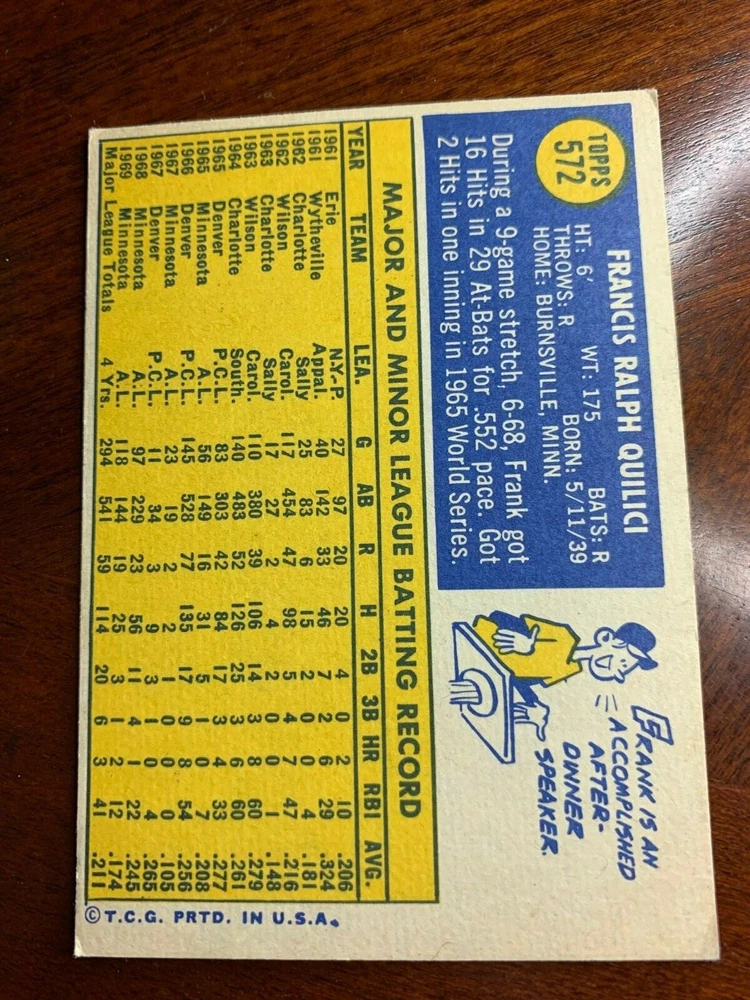 TOPPS
572
FRANCIS RALPH QUILICI
HT: 6' WT: 175 BATS: R
THROWS: R BORN: 5/11/39
HOME: BURNSVILLE, MINN.
During a 9-game stretch, 6-68, Frank got
16 Hits in 29 At-Bats for .552 pace. Got
2 Hits in one inning in 1965 World Series.
FRANK IS AN
ACCOMPLISHED
AFTER-
DINNER
SPEAKER.
MAJOR AND MINOR LEAGUE BATTING RECORD
YEAR TEAM LEA. G AB R H 2B 3B HR RBI AVG.
1961 Erie N.Y.-P. 27 97 20 20 4 0 2 10 .206
1961 Wytheville Appal. 40 142 33 46 7 2 6 29 .324
1962 Charlotte Sally 25 83 6 15 2 0 0 4 .181
1962 Wilson Carol. 117 454 47 98 5 4 7 47 .216
1963 Charlotte Sally 17 27 2 4 2 0 0 1 .148
1963 Wilson Carol. 110 380 39 106 14 3 8 60 .279
1964 Charlotte South. 140 483 52 126 25 3 6 60 .261
1965 Denver P.C.L. 83 303 42 84 17 6 4 33 .277
1965 Minnesota A.L. 56 149 16 31 5 1 0 7 .208
1966 Denver P.C.L. 145 528 77 135 17 9 8 54 .256
1967 Minnesota A.L. 23 19 2 2 1 0 0 0 .105
1967 Denver P.C.L. 11 34 3 9 3 1 0 4 .265
1968 Minnesota A.L. 97 229 23 56 11 4 1 22 .245
1969 Minnesota A.L. 118 144 19 25 3 1 2 12 .174
Major League Totals 4 Yrs. 294 541 59 114 20 6 3 41 .211
©T.C.G. PRTD. IN U.S.A.